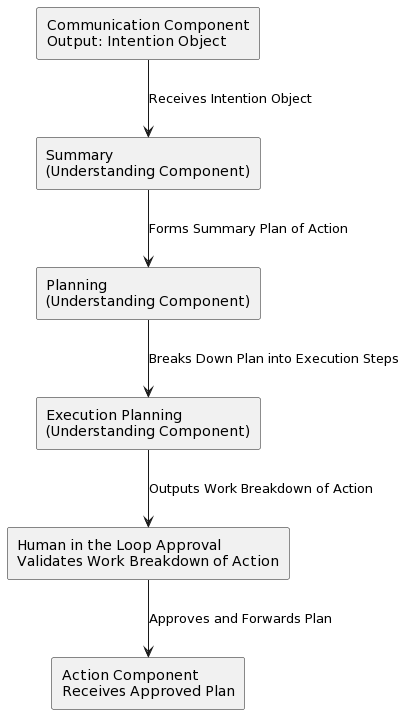 Communication Component
Output: Intention Object
Receives Intention Object
Summary
(Understanding Component)
Forms Summary Plan of Action
Planning
(Understanding Component)
Breaks Down Plan into Execution Steps
Execution Planning
(Understanding Component)
Outputs Work Breakdown of Action
Human in the Loop Approval
Validates Work Breakdown of Action
Approves and Forwards Plan
Action Component
Receives Approved Plan